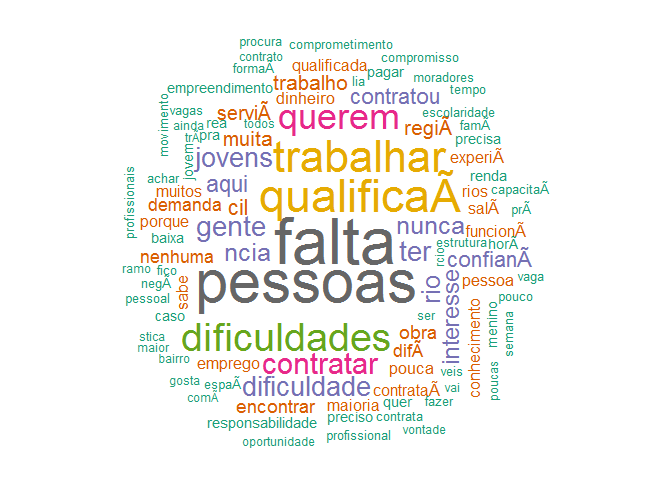 procura
comprometimento
contrato
compromisso
formaÃ
qualificada
trabalho
lia
pagar
moradores
empreendimento
dinheiro
contratou
tempo
vagas
serviÃ
querem
escolaridade
movimento
ainda
rea
todos
regiÃ
famÃ
trÃ
pra
muita
precisa
jovem
jovens
trabalhar
experiÃ
achar
aqui
qualificaÃ
renda
profissionais
muitos
rios
capacitaÃ
demanda
cil
salÃ
prÃ
porque
gente
falta
nunca
funcionÃ
baixa
ncia
ter
estrutura
horÃ
nenhuma
pessoas
rio
rcio
confianÃ
ramo
fico
sabe
interesse
pessoa
vaga
negÃ
pessoal
pouco
caso
dificuldades
obra
ser
conhecimento
menino
semana
stica
maior
contratar
difÃ
bairro
emprego
pouca
veis
poucas
gosta
espaÃ
dificuldade
contrataÃ
vai
comÃ
encontrar
maioria
quer
fazer
responsabilidade
preciso
contrata
profissional
vontade
oportunidade